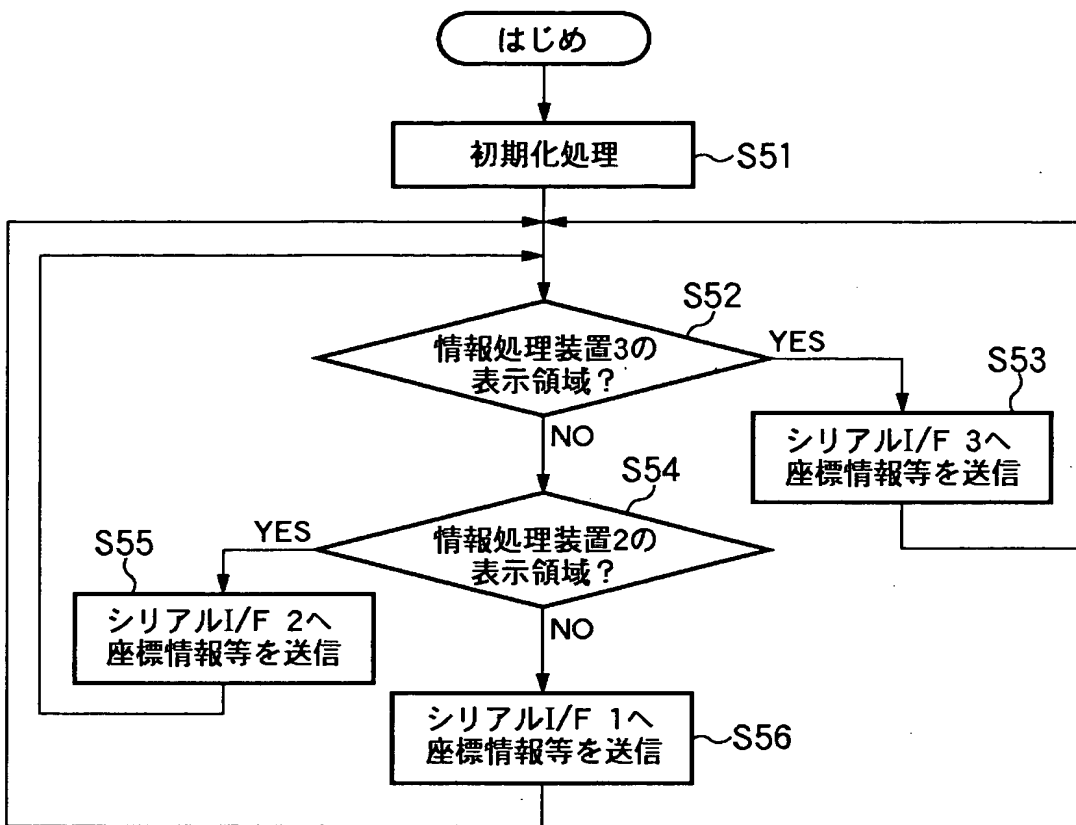 はじめ
初期化処理
S51
S52
情報処理装置3の
表示領域？
YES
S53
シリアルI/F 3へ
座標情報等を送信
NO
S54
情報処理装置2の
表示領域？
YES
S55
シリアルI/F 2へ
座標情報等を送信
NO
シリアルI/F 1へ
座標情報等を送信
S56